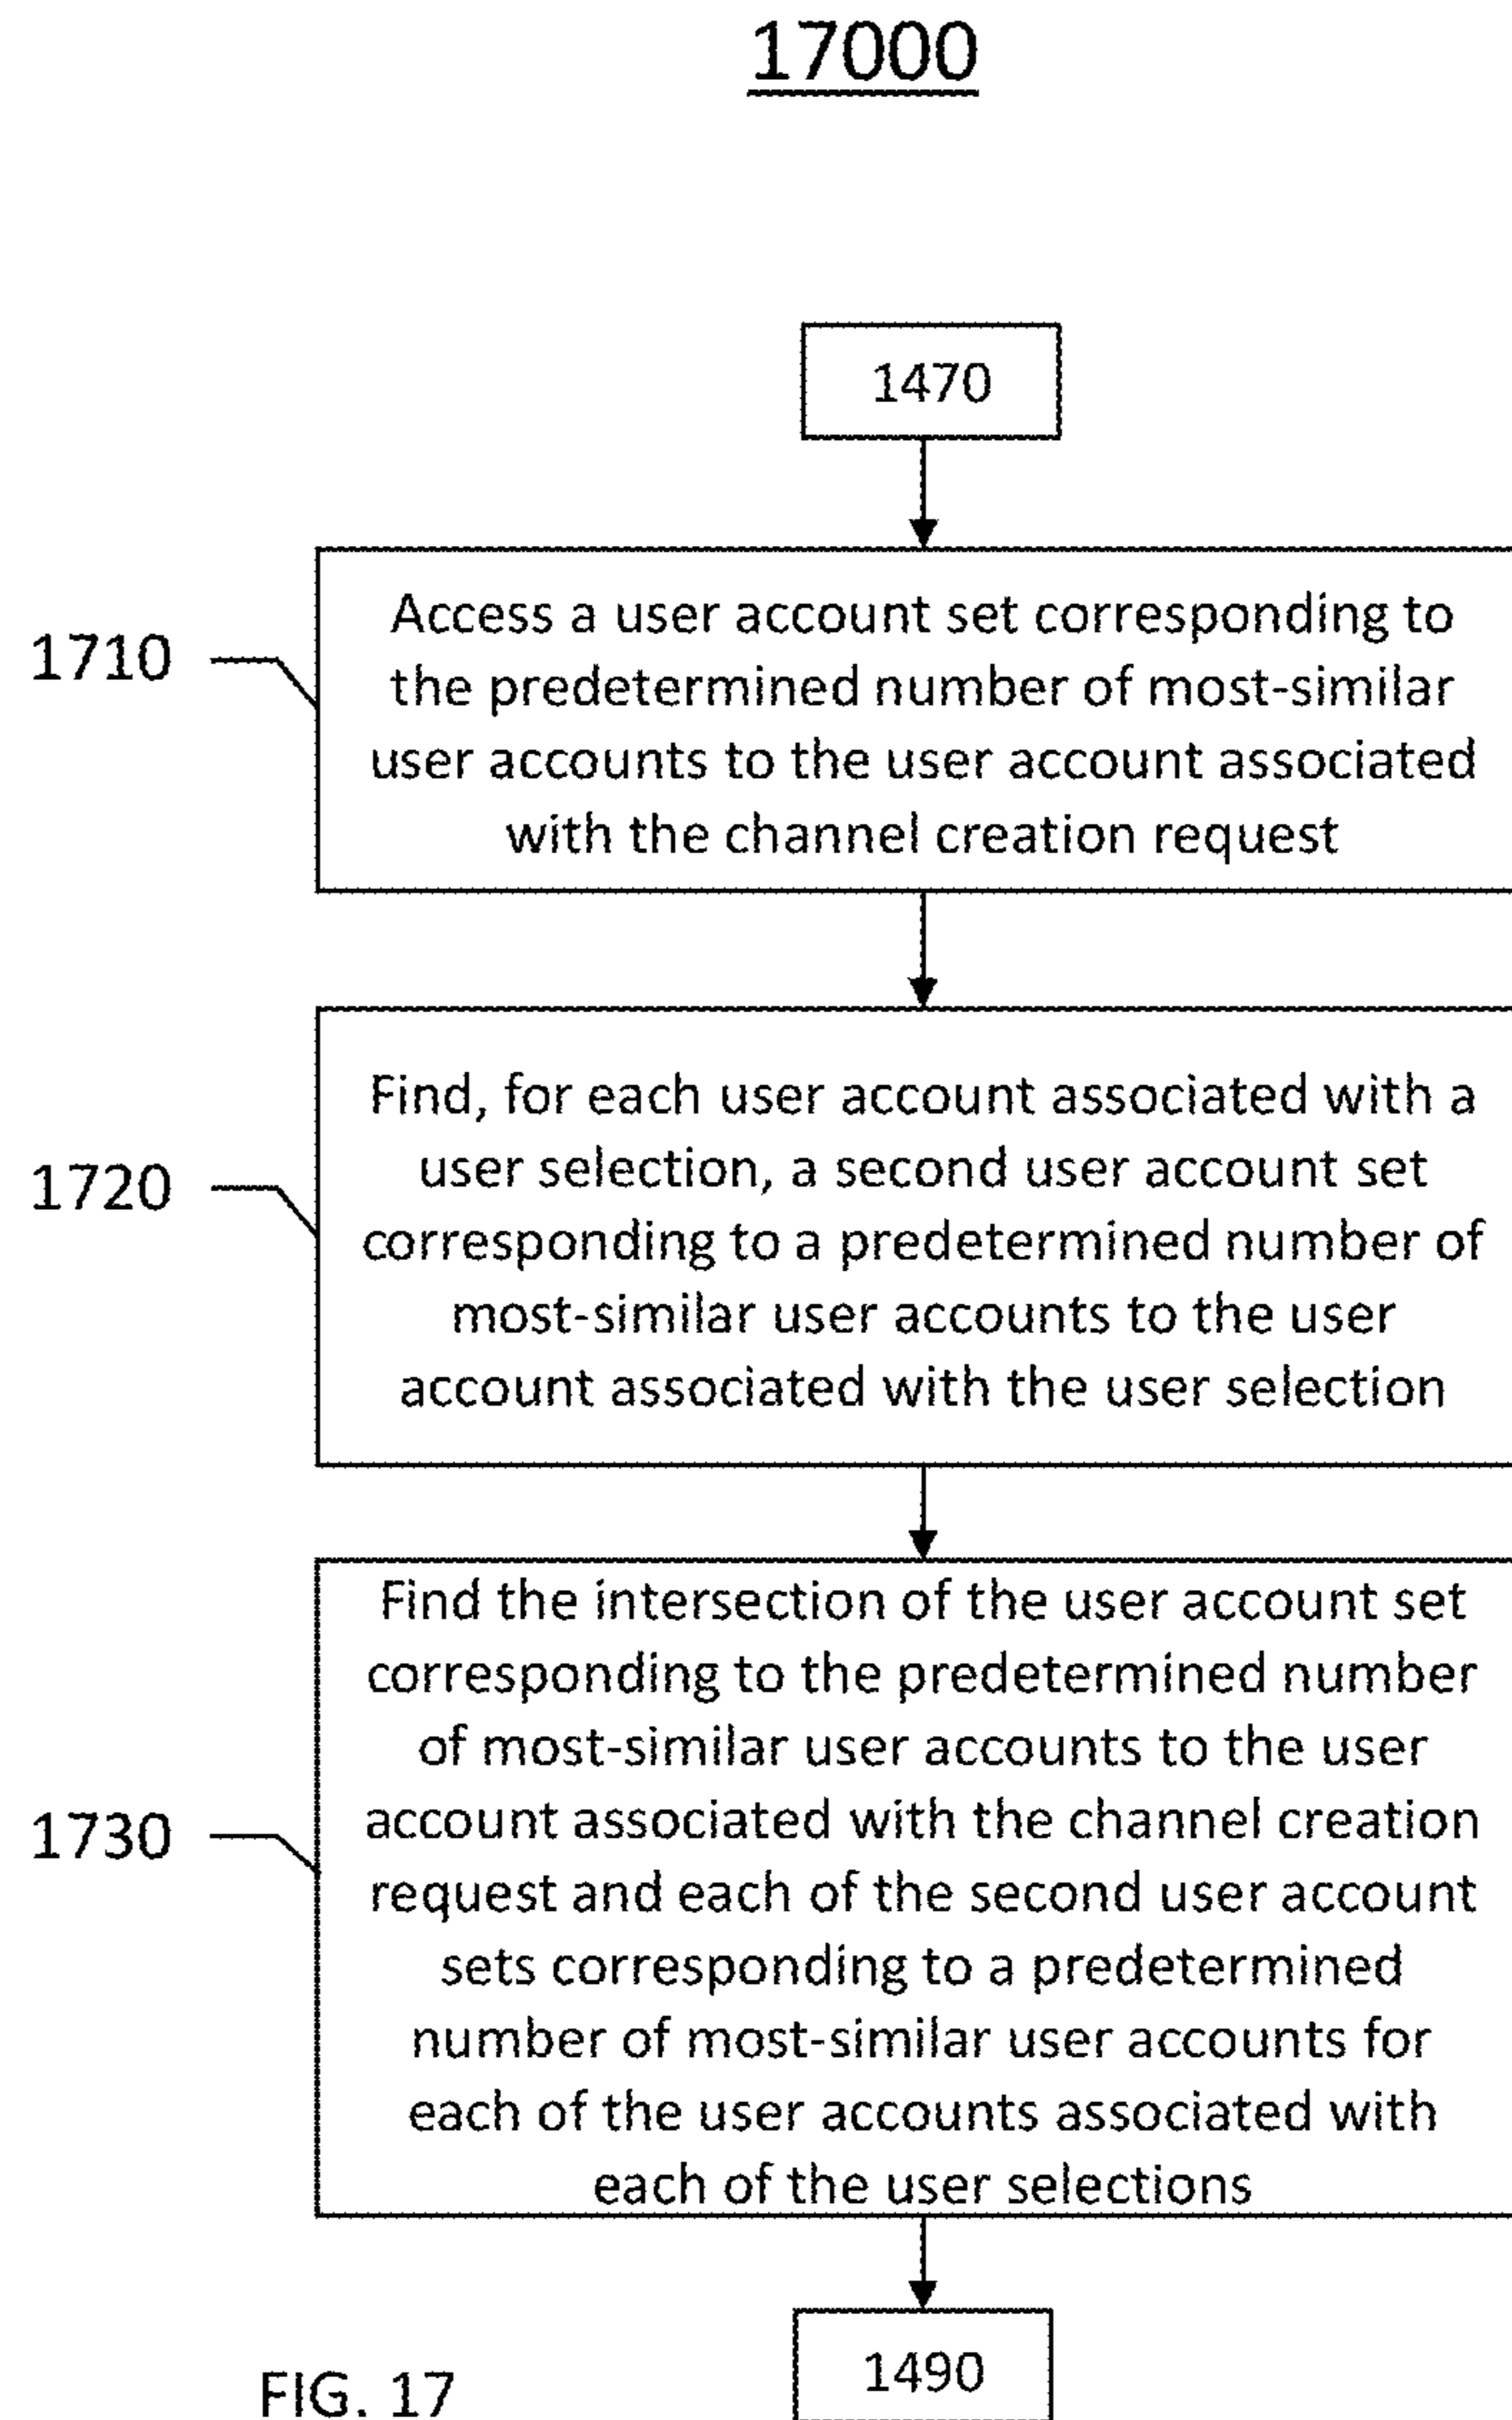 17000
1470
1710
Access a user account set corresponding to
the predetermined number of most-similar
user accounts to the user account associated
with the channel creation request
1720
Find, for each user account associated with a
user selection, a second user account set
corresponding to a predetermined number of
most-similar user accounts to the user
account associated with the user selection
1730
Find the intersection of the user account set
corresponding to the predetermined number
of most-similar user accounts to the user
account associated with the channel creation
request and each of the second user account
sets corresponding to a predetermined
number of most-similar user accounts for
each of the user accounts associated with
each of the user selections
1490
FIG. 17